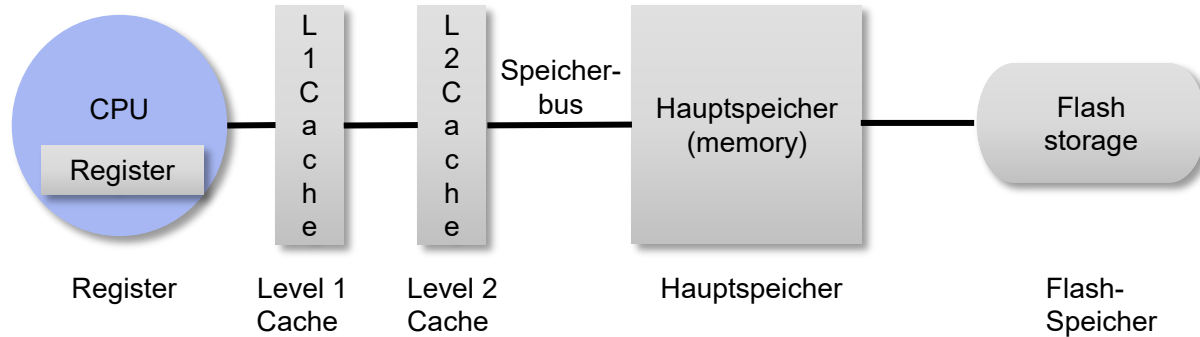 CPU
Register
L
1
C
a
c
h
e
L
2
C
a
c
h
e
Speicher-
bus
Hauptspeicher
(memory)
Flash
storage
Register
Level 1
Cache
Level 2
Cache
Hauptspeicher
Flash-
Speicher